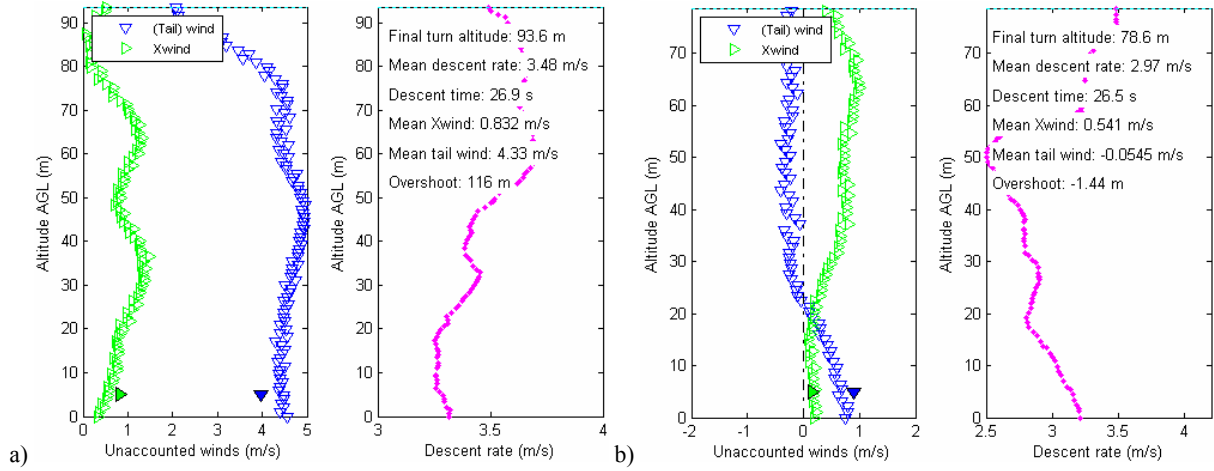 90
80
70
60
50
40
30
20
10
0
Altitude AGL (m)
(Tail) wind
Xwind
0
1
2
3
4
5
Unaccounted winds (m/s)
a)
90
80
70
60
50
40
30
20
10
0
Altitude AGL (m)
Final turn altitude: 93.6 m
Mean descent rate: 3.48 m/s
Descent time: 26.9 s
Mean Xwind: 0.832 m/s
Mean tail wind: 4.33 m/s
Overshoot: 116 m
3
3.5
4
Descent rate (m/s)
70
60
50
40
30
20
10
0
Altitude AGL (m)
(Tail) wind
Xwind
-2
-1
0
1
2
Unaccounted winds (m/s)
b)
70
60
50
40
30
20
10
0
Altitude AGL (m)
Final turn altitude: 78.6 m
Mean descent rate: 2.97 m/s
Descent time: 26.5 s
Mean Xwind: 0.541 m/s
Mean tail wind: -0.0545 m/s
Overshoot: -1.44 m
2.5
3
3.5
4
Descent rate (m/s)